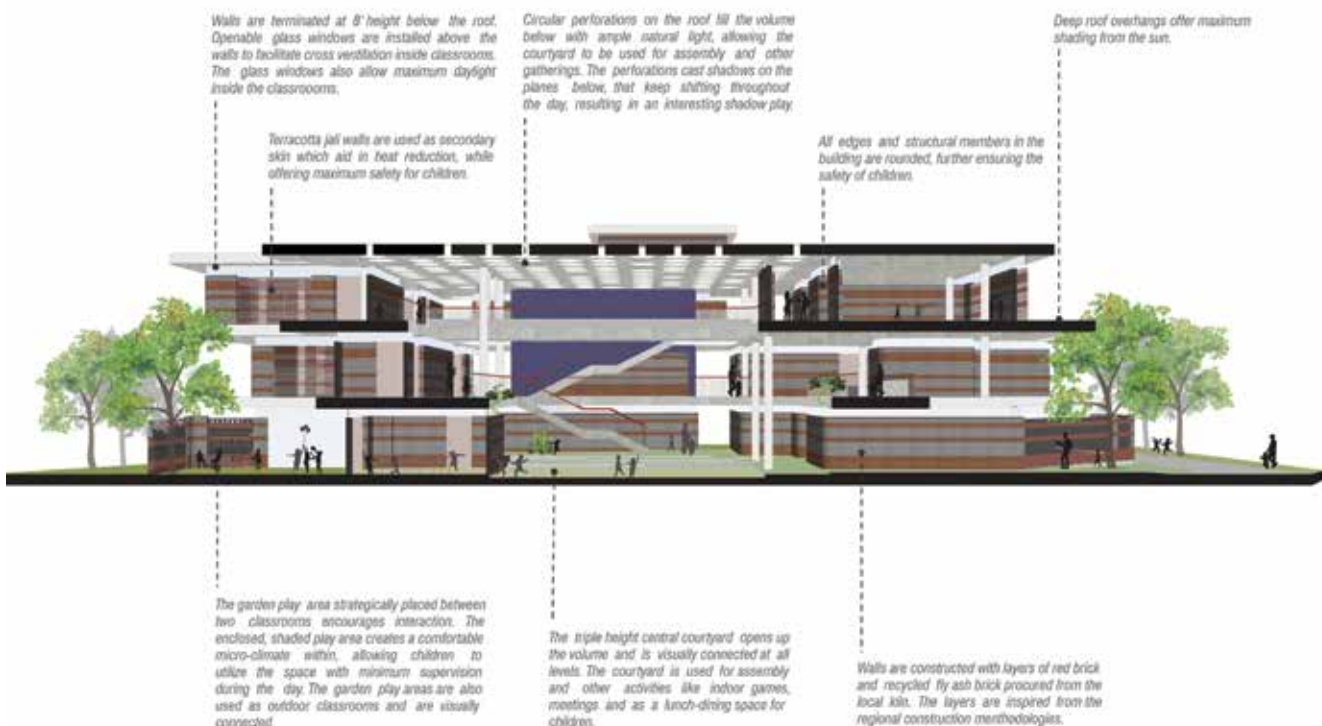 Walls are terminated at 8' height below the roof.
Openable glass windows are installed above the
walls to facilitate cross ventilation inside classrooms.
The glass windows also allow maximum daylight
inside the classroooms.
Circular perforations on the roof fill the volume
below with ample natural light, allowing the
courtyard to be used for assembly and other
gatherings. The perforations cast shadows on the
planes below, that keep shifting throughout
the day, resulting in an interesting shadow play.
Deep roof overhangs offer maximum
shading from the sun.
Terracotta jali walls are used as secondary
skin which aid in heat reduction, while
offering maximum safety for children.
All edges and structural members in the
building are rounded, further ensuring the
safety of children.
The garden play area strategically placed between
two classrooms encourages interaction. The
enclosed, shaded play area creates a comfortable
micro-climate within, allowing children to
utilize the space with minimum supervision
during the day. The garden play areas are also
used as outdoor classrooms and are visually
connected.
The triple height central courtyard opens up
the volume and is visually connected at all
levels. The courtyard is used for assembly
and other activities like indoor games,
meetings and as a lunch-dining space for
children.
Walls are constructed with layers of red brick
and recycled fly ash brick procured from the
local kiln. The layers are inspired from the
regional construction menthodologies.